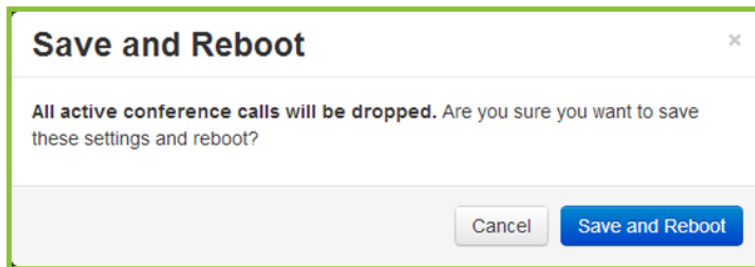 Save and Reboot
×
All active conference calls will be dropped. Are you sure you want to save
these settings and reboot?
Cancel
Save and Reboot